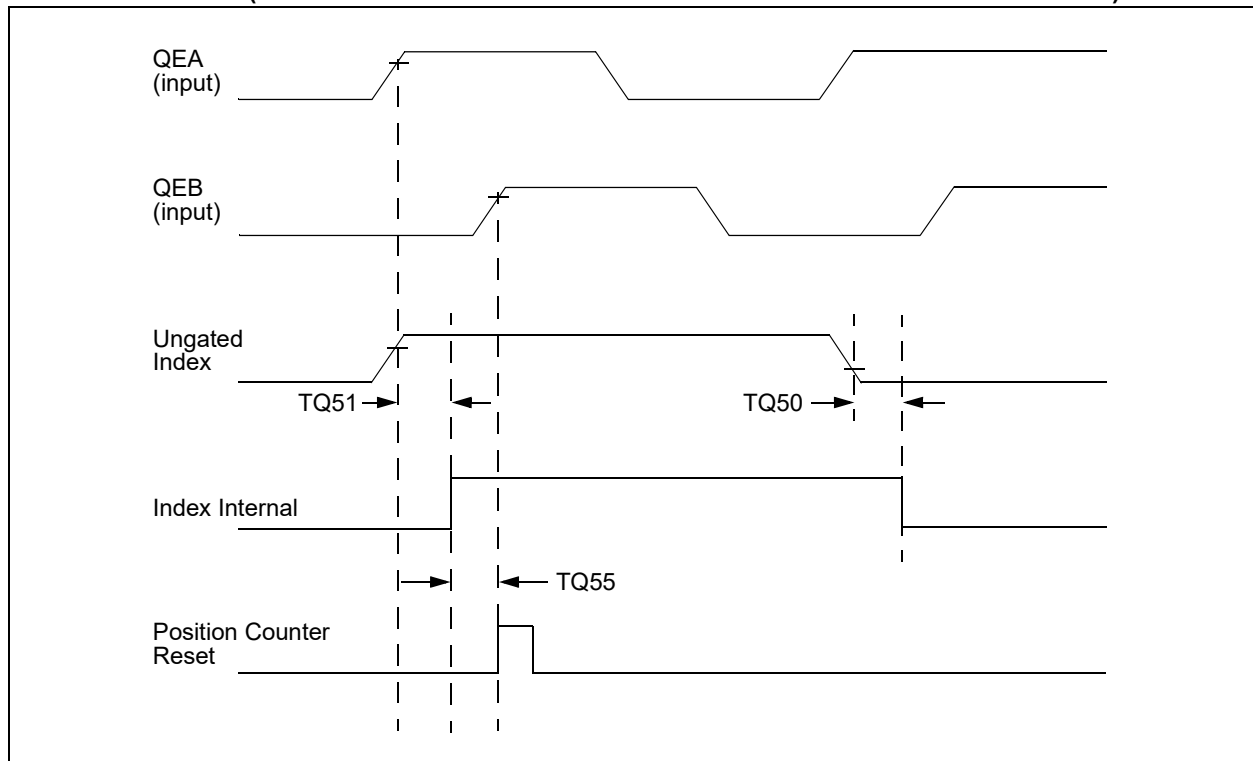 QEA
(input)
QEB
(input)
Ungated
Index
TQ51
TQ50
Index Internal
TQ55
Position Counter
Reset